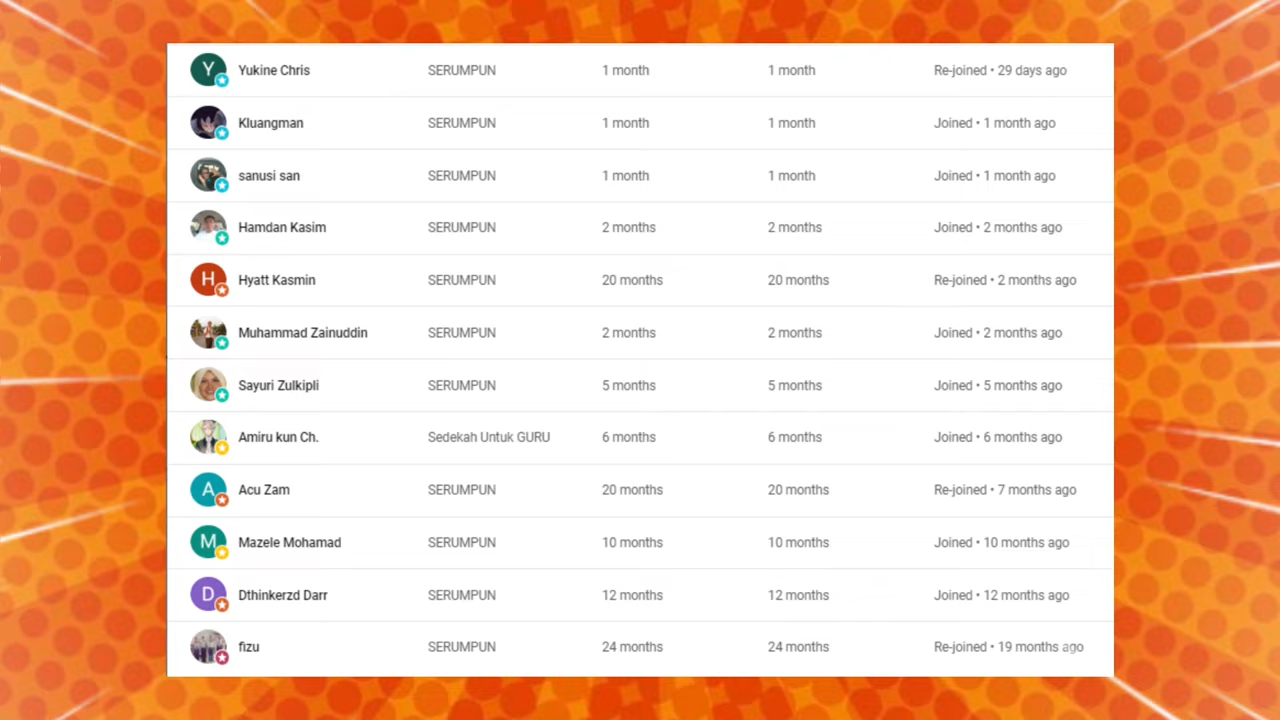 Y Yukine Chris SERUMPUN 1 month 1 month Re-joined • 29 days ago
Kluangman SERUMPUN 1 month 1 month Joined • 1 month ago
sanusi san SERUMPUN 1 month 1 month Joined • 1 month ago
Hamdan Kasim SERUMPUN 2 months 2 months Joined • 2 months ago
H Hyatt Kasmin SERUMPUN 20 months 20 months Re-joined • 2 months ago
Muhammad Zainuddin SERUMPUN 2 months 2 months Joined • 2 months ago
Sayuri Zulkipli SERUMPUN 5 months 5 months Joined • 5 months ago
Amiru kun Ch. Sedekah Untuk GURU 6 months 6 months Joined • 6 months ago
A Acu Zam SERUMPUN 20 months 20 months Re-joined • 7 months ago
M Mazele Mohamad SERUMPUN 10 months 10 months Joined • 10 months ago
D Dthinkerzd Darr SERUMPUN 12 months 12 months Joined • 12 months ago
fizu SERUMPUN 24 months 24 months Re-joined • 19 months ago